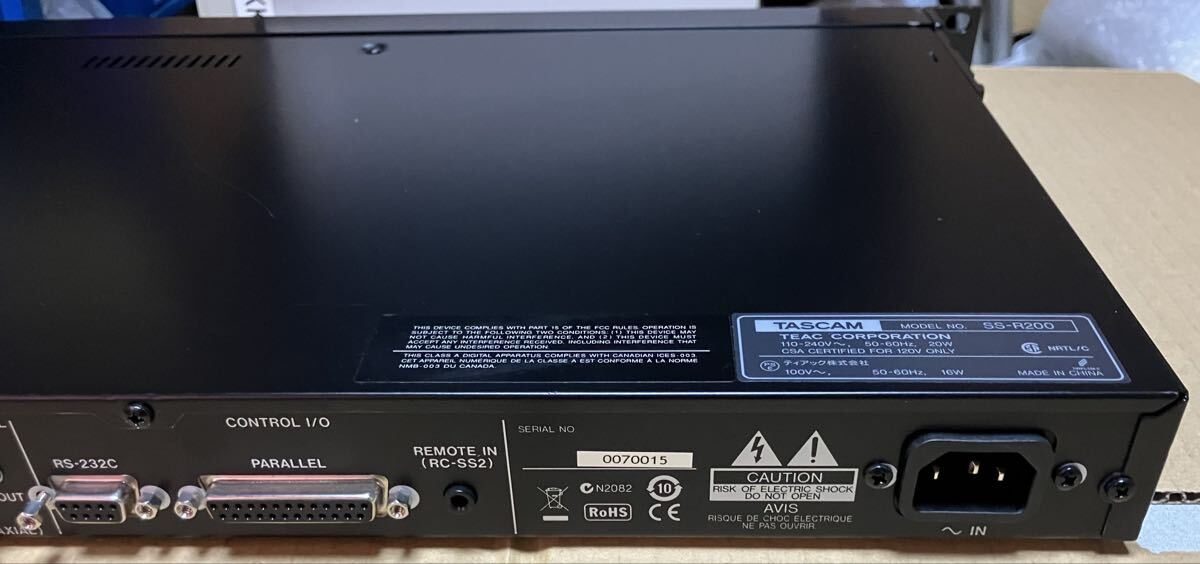 THIS DEVICE COMPLIES WITH PART 15 OF THE FCC RULES. OPERATION IS
SUBJECT TO THE FOLLOWING TWO CONDITIONS: (1) THIS DEVICE MAY
NOT CAUSE HARMFUL INTERFERENCE, AND (2) THIS DEVICE MUST
ACCEPT ANY INTERFERENCE RECEIVED, INCLUDING INTERFERENCE THAT
MAY CAUSE UNDESIRED OPERATION.
THIS CLASS A DIGITAL APPARATUS COMPLIES WITH CANADIAN ICES-003.
CET APPAREIL NUMERIQUE DE LA CLASSE A EST CONFORME A LA NORME
NMB-003 DU CANADA.
TASCAM MODEL NO. SS-R200
TEAC CORPORATION
110-240V~, 50-60Hz, 20W
CSA CERTIFIED FOR 120V ONLY
NRTL/C
ティアック株式会社
100V~, 50-60Hz, 16W
MADE IN CHINA
OUT
AXIAL)
CONTROL I/O
RS-232C
PARALLEL
REMOTE IN
(RC-SS2)
SERIAL NO
0070015
N2082
10
RoHS
CE
CAUTION
RISK OF ELECTRIC SHOCK
DO NOT OPEN
AVIS
RISQUE DE CHOC ELECTRIQUE
NE PAS OUVRIR
~ IN